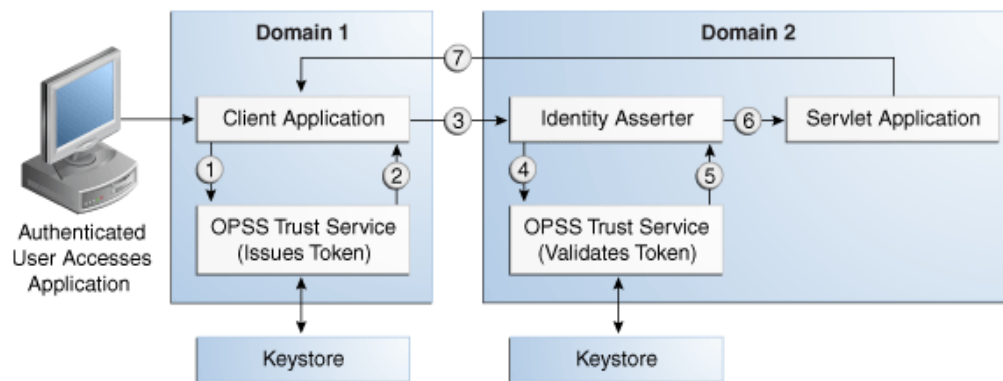 Domain 1
Domain 2
7
Client Application
3
Identity Asserter
6
Servlet Application
1
2
4
5
Authenticated
User Accesses
Application
OPSS Trust Service
(Issues Token)
OPSS Trust Service
(Validates Token)
Keystore
Keystore